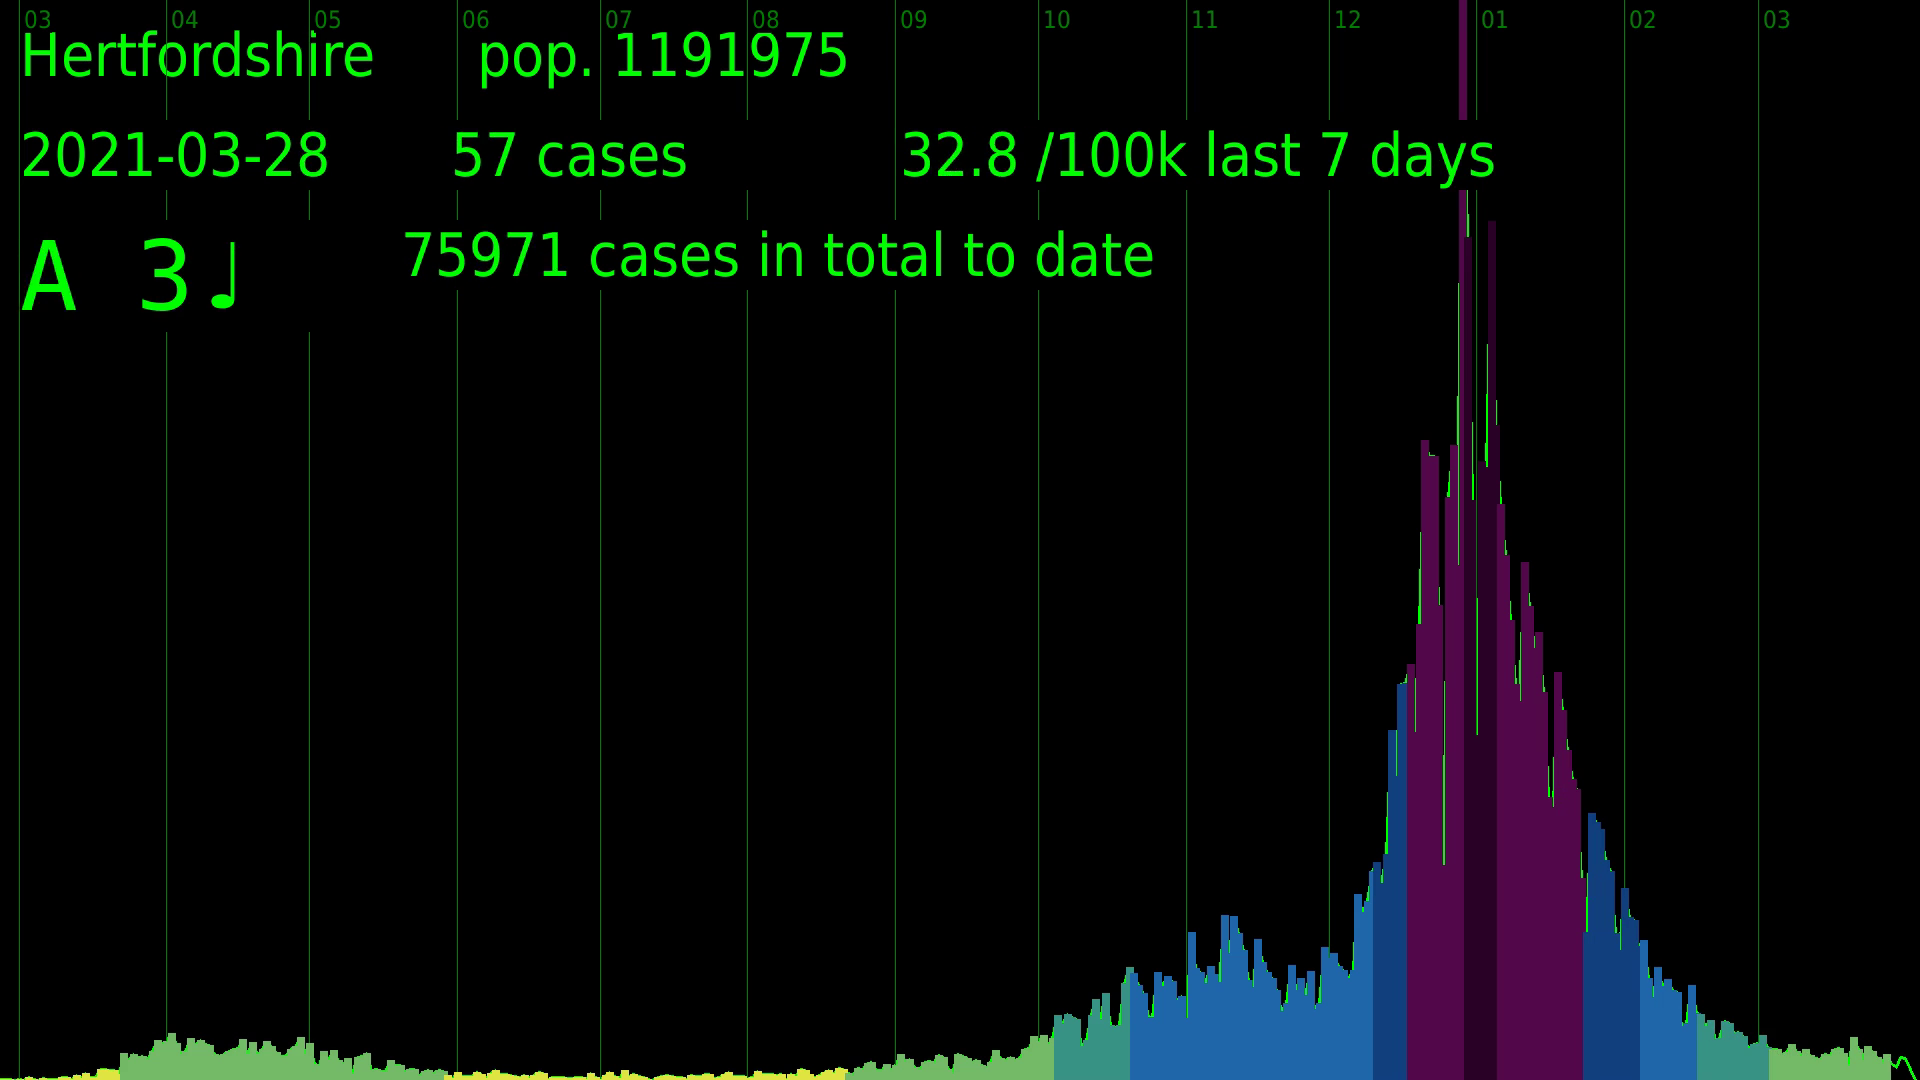 03 04 05 06 07 08 09 10 11 12 01 02 03
Hertfordshire pop. 1191975
2021-03-28 57 cases 32.8 /100k last 7 days
A 3♩ 75971 cases in total to date